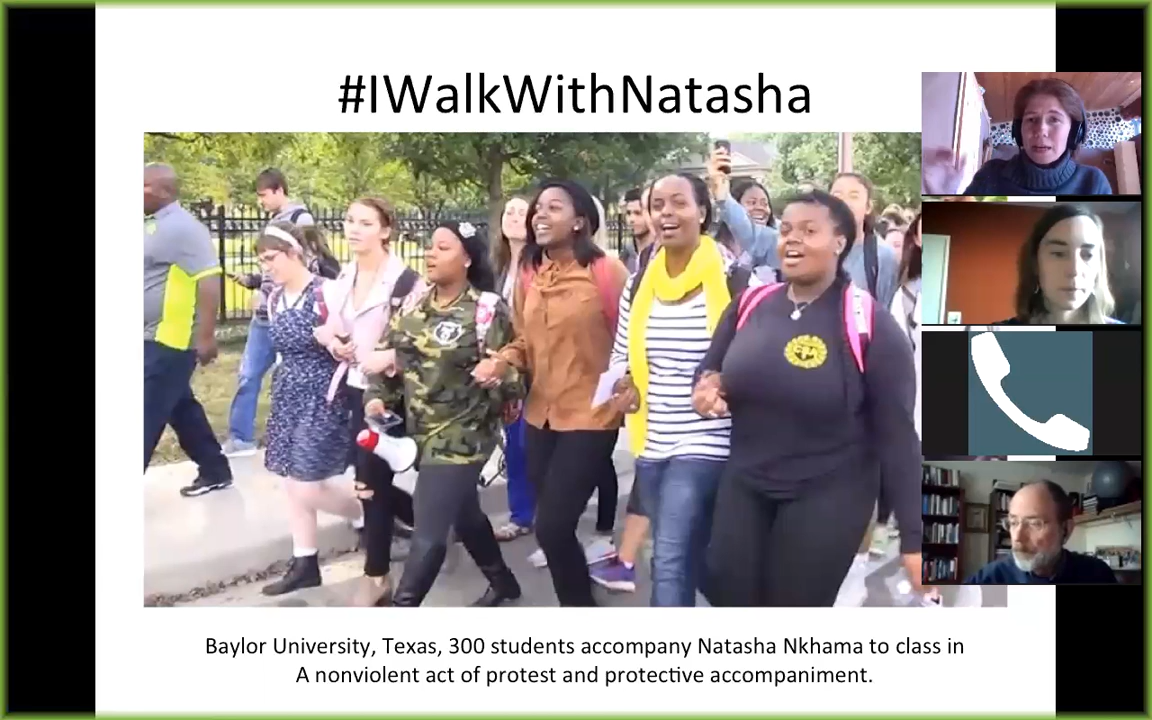 #IWalkWithNatasha
Baylor University, Texas, 300 students accompany Natasha Nkhama to class in
A nonviolent act of protest and protective accompaniment.